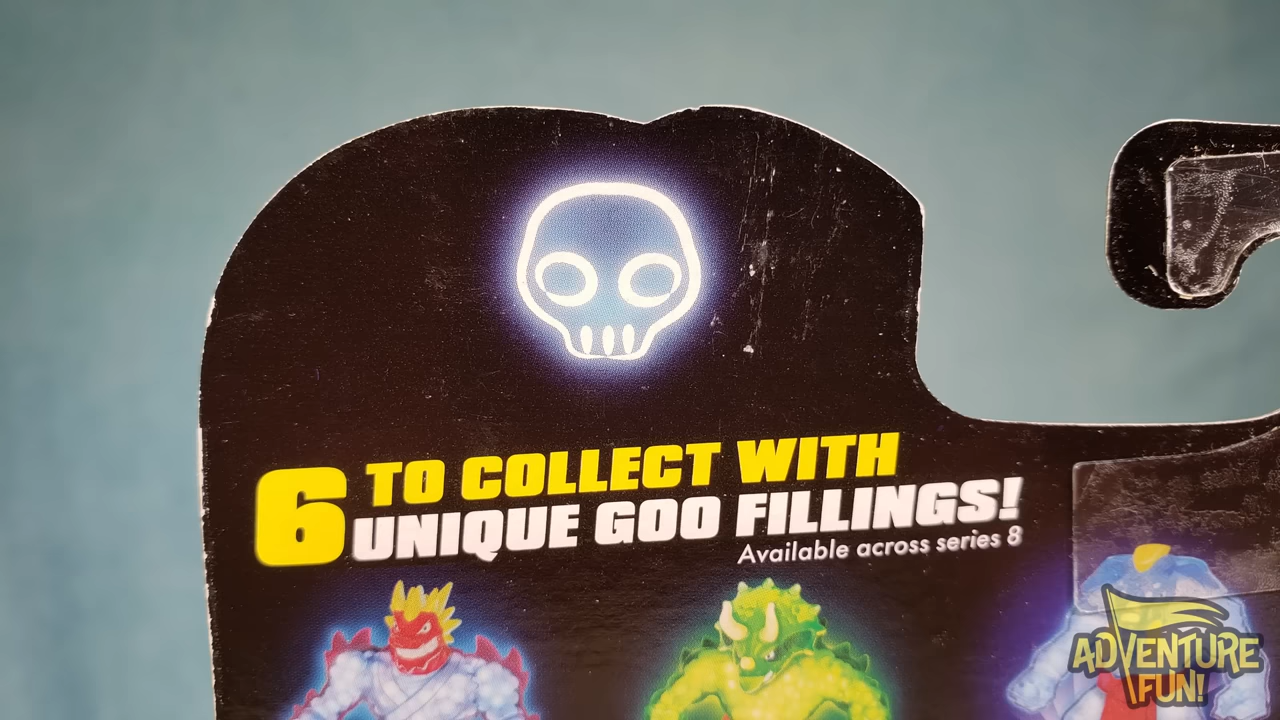 6 TO COLLECT WITH
UNIQUE GOO FILLINGS!
Available across series 8
ADVENTURE
FUN!